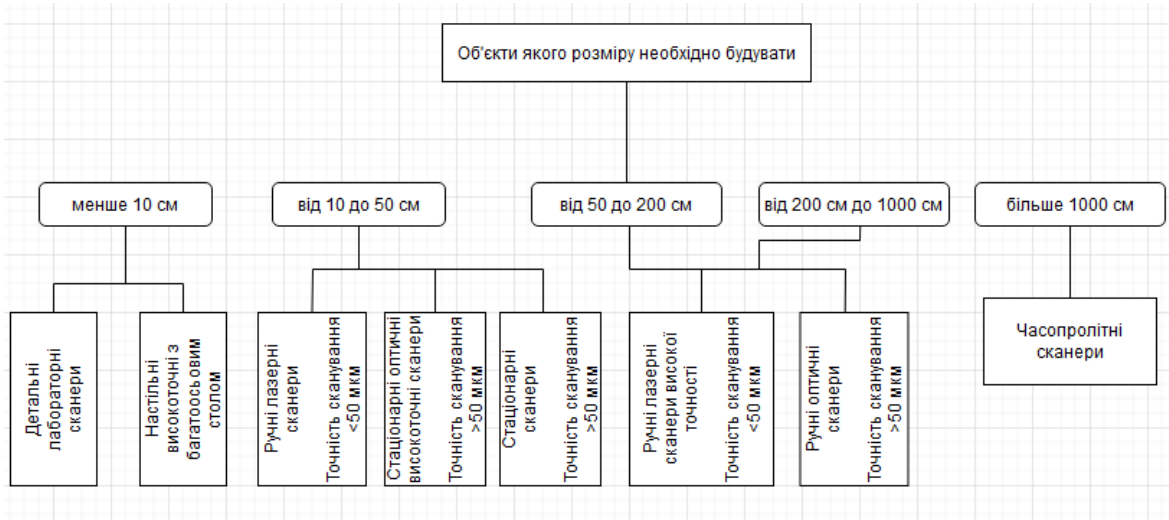 Об'єкти якого розміру необхідно будувати
менше 10 см
від 10 до 50 см
від 50 до 200 см
від 200 см до 1000 см
більше 1000 см
Детальні
лабораторні
сканери
Настільні
високоточні з
багатоосьовим
столом
Ручні лазерні
сканери
Точність сканування
<50 мкм
Стаціонарні оптичні
високоточні сканери
Точність сканування
>50 мкм
Стаціонарні
сканери
Точність сканування
>50 мкм
Ручні лазерні
сканери високої
точності
Точність сканування
<50 мкм
Ручні оптичні
сканери
Точність сканування
>50 мкм
Часопролітні
сканери